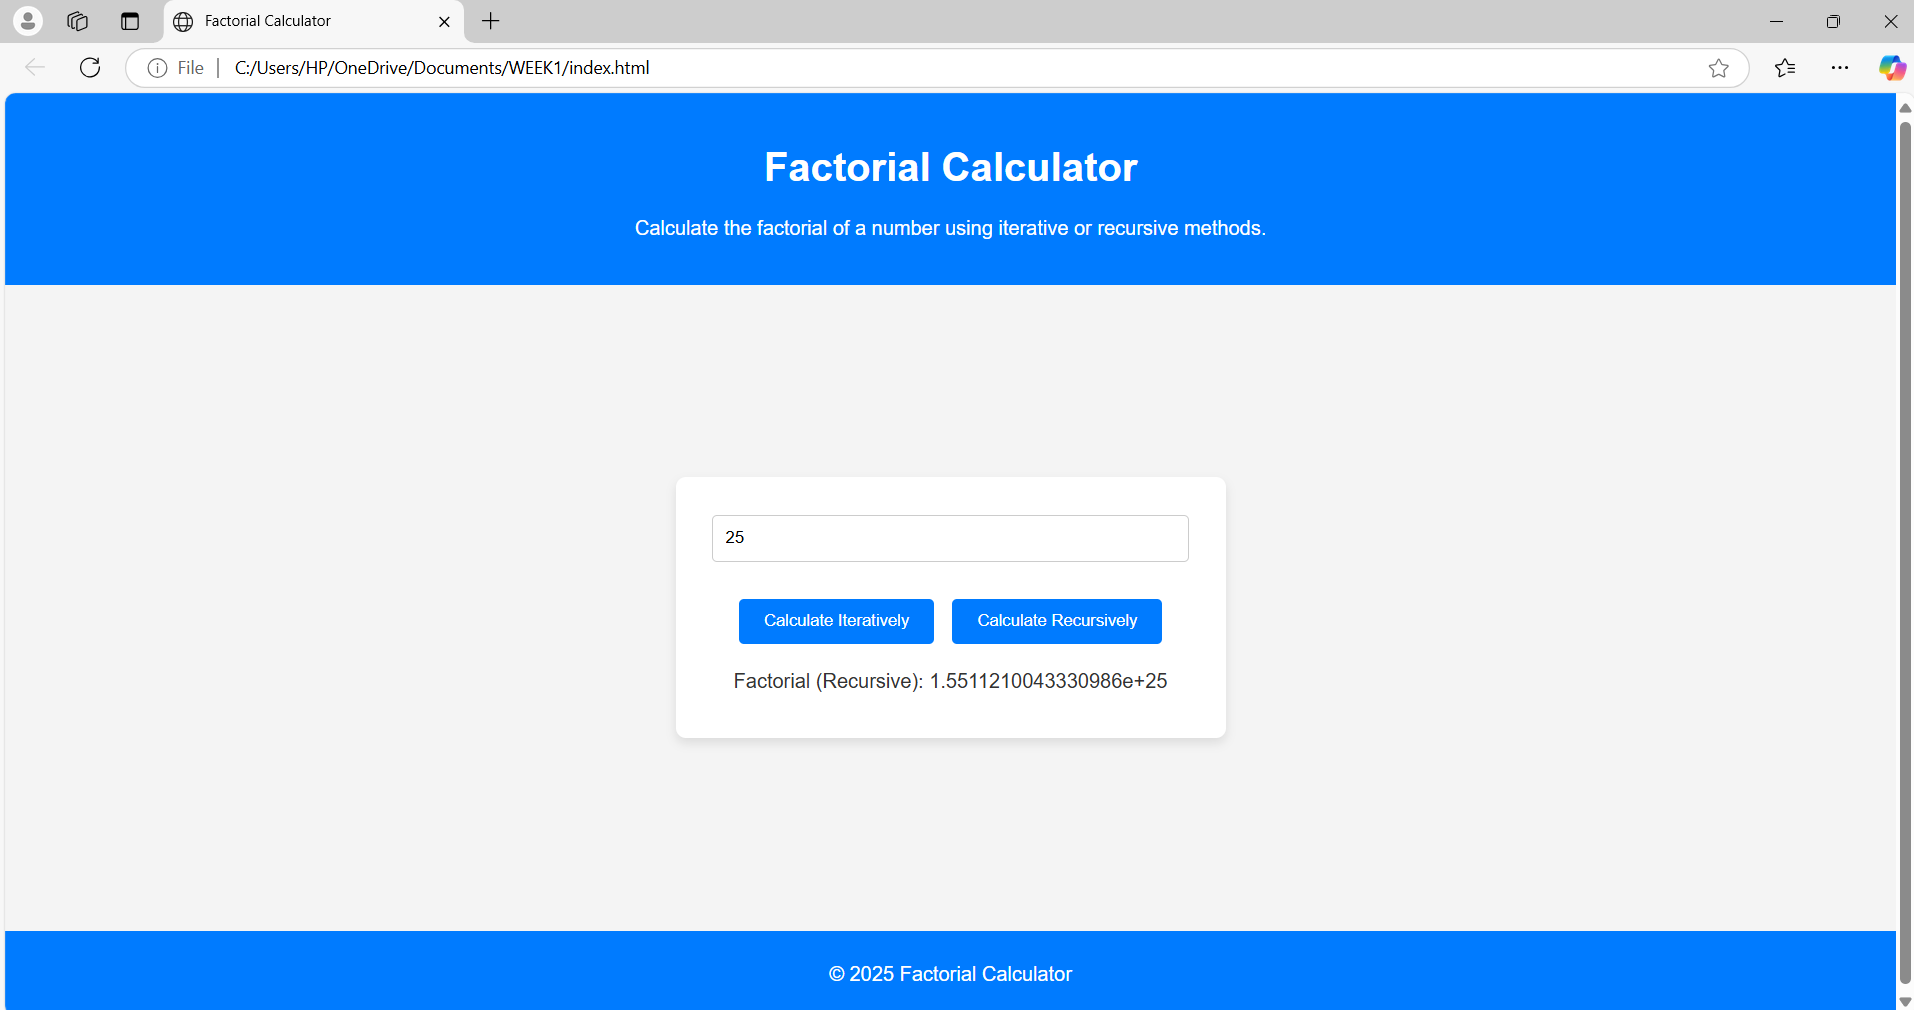 Factorial Calculator
File
C:/Users/HP/OneDrive/Documents/WEEK1/index.html
Factorial Calculator
Calculate the factorial of a number using iterative or recursive methods.
25
Calculate Iteratively
Calculate Recursively
Factorial (Recursive): 1.5511210043330986e+25
© 2025 Factorial Calculator